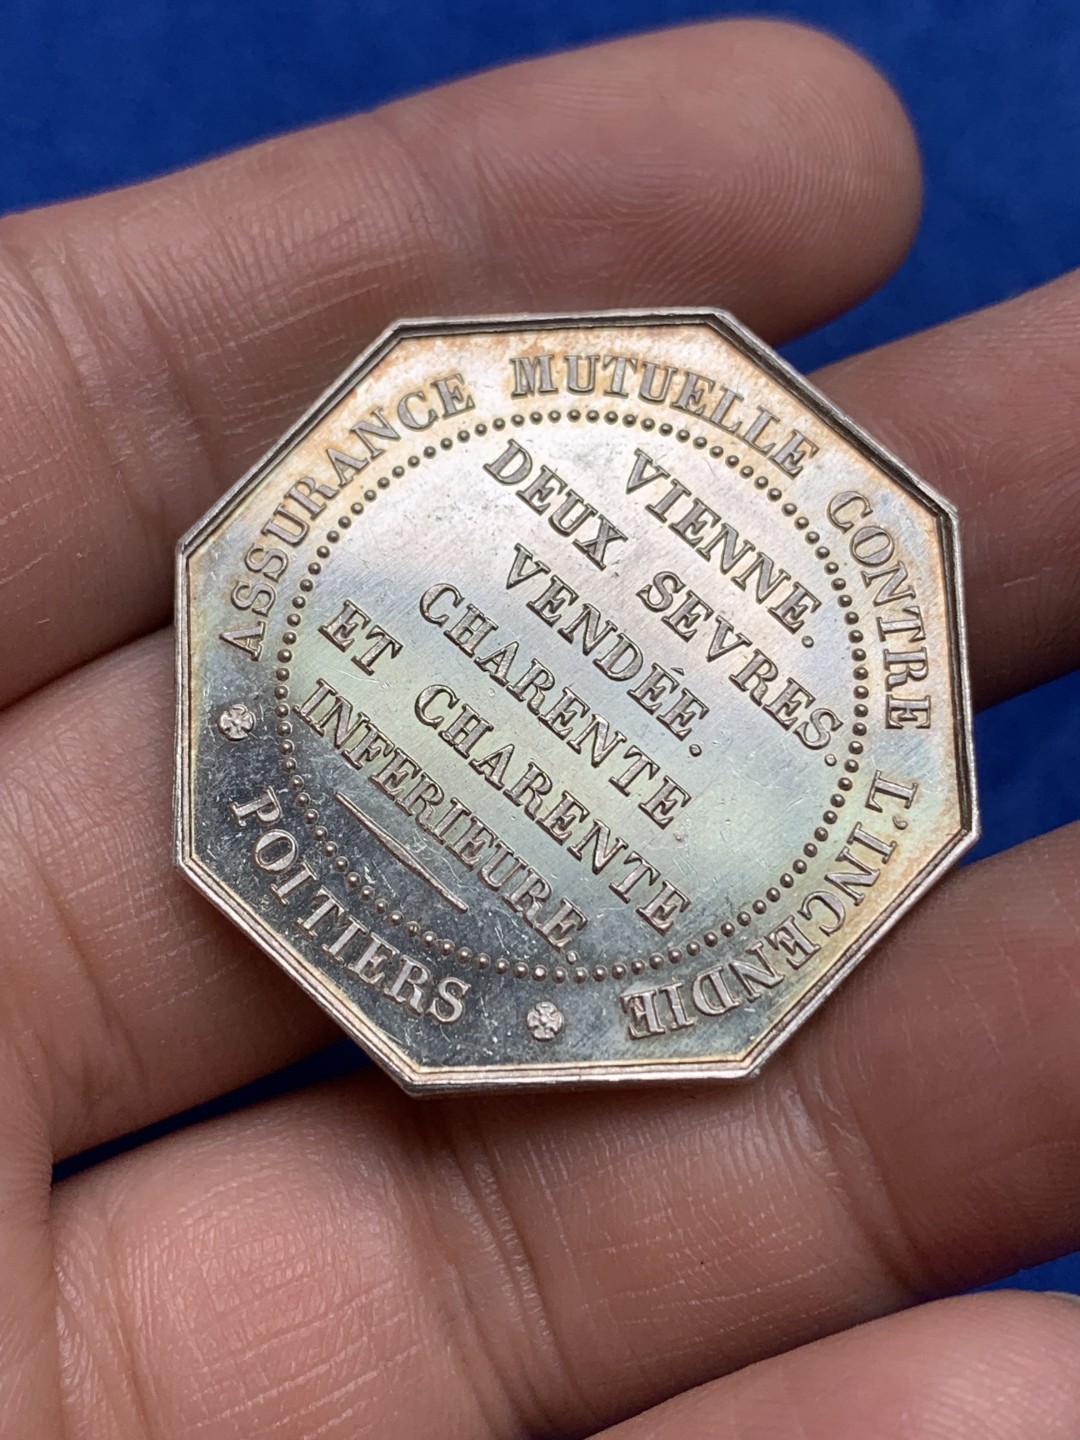 ASSURANCE MUTUELLE CONTRE L'INCENDIE
VIENNE.
DEUX SEVRES.
VENDÉE.
CHARENTE
ET CHARENTE
INFERIEURE.
POITIERS